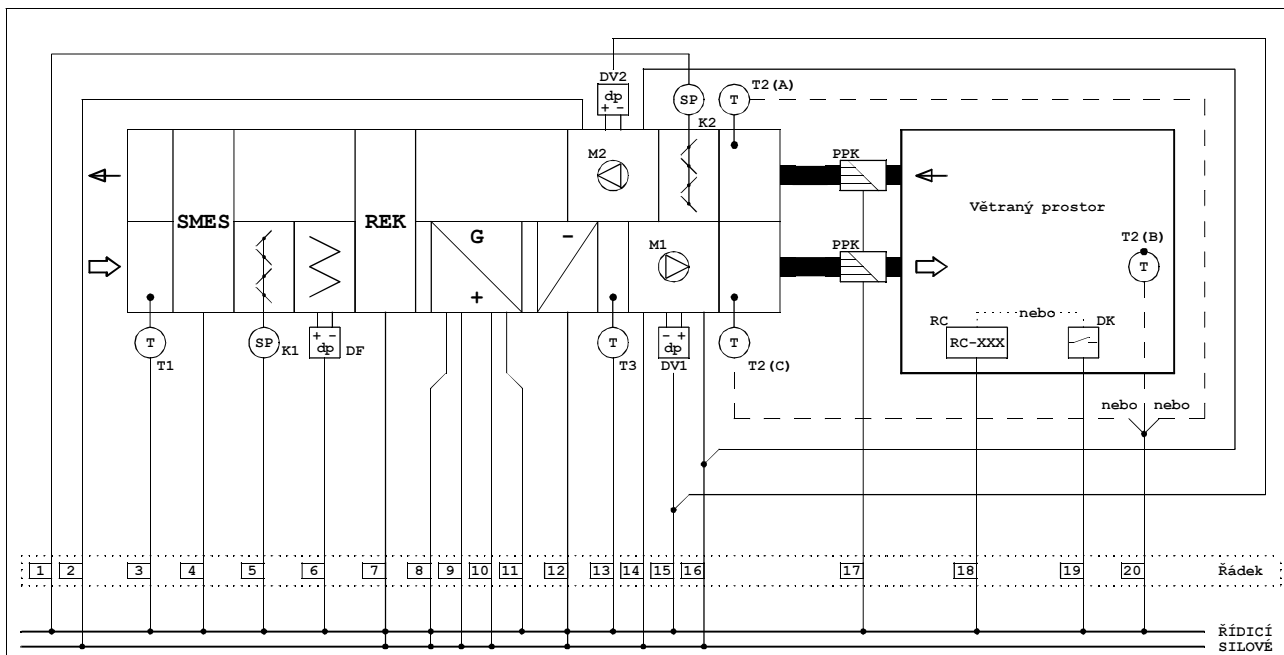 DV2
dp
+ -
SP
T
T2(A)
K2
M2
PPK
SMES
REK
Větraný prostor
G
+
-
M1
PPK
T2(B)
T
nebo
RC
RC-XXX
DK
T
T1
SP
K1
+ -
dp
DF
T
T3
- +
dp
DV1
T
T2(C)
nebo nebo
1 2 3 4 5 6 7 8 9 10 11 12 13 14 15 16 17 18 19 20 Řádek
ŘÍDICÍ
SILOVÉ